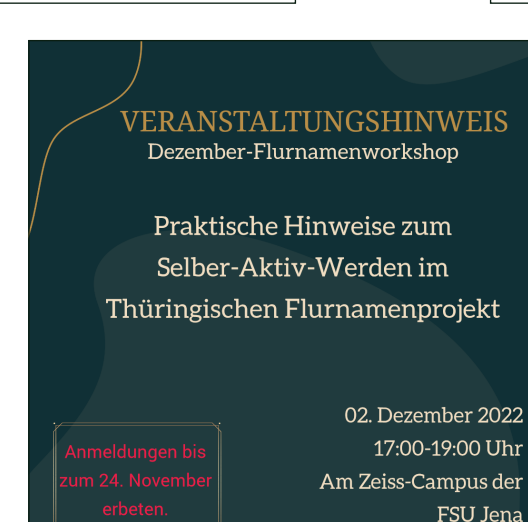 VERANSTALTUNGSHINWEIS
Dezember-Flurnamenworkshop
Praktische Hinweise zum
Selber-Aktiv-Werden im
Thüringischen Flurnamenprojekt
02. Dezember 2022
17:00-19:00 Uhr
Am Zeiss-Campus der
FSU Jena
Anmeldungen bis
zum 24. November
erbeten.